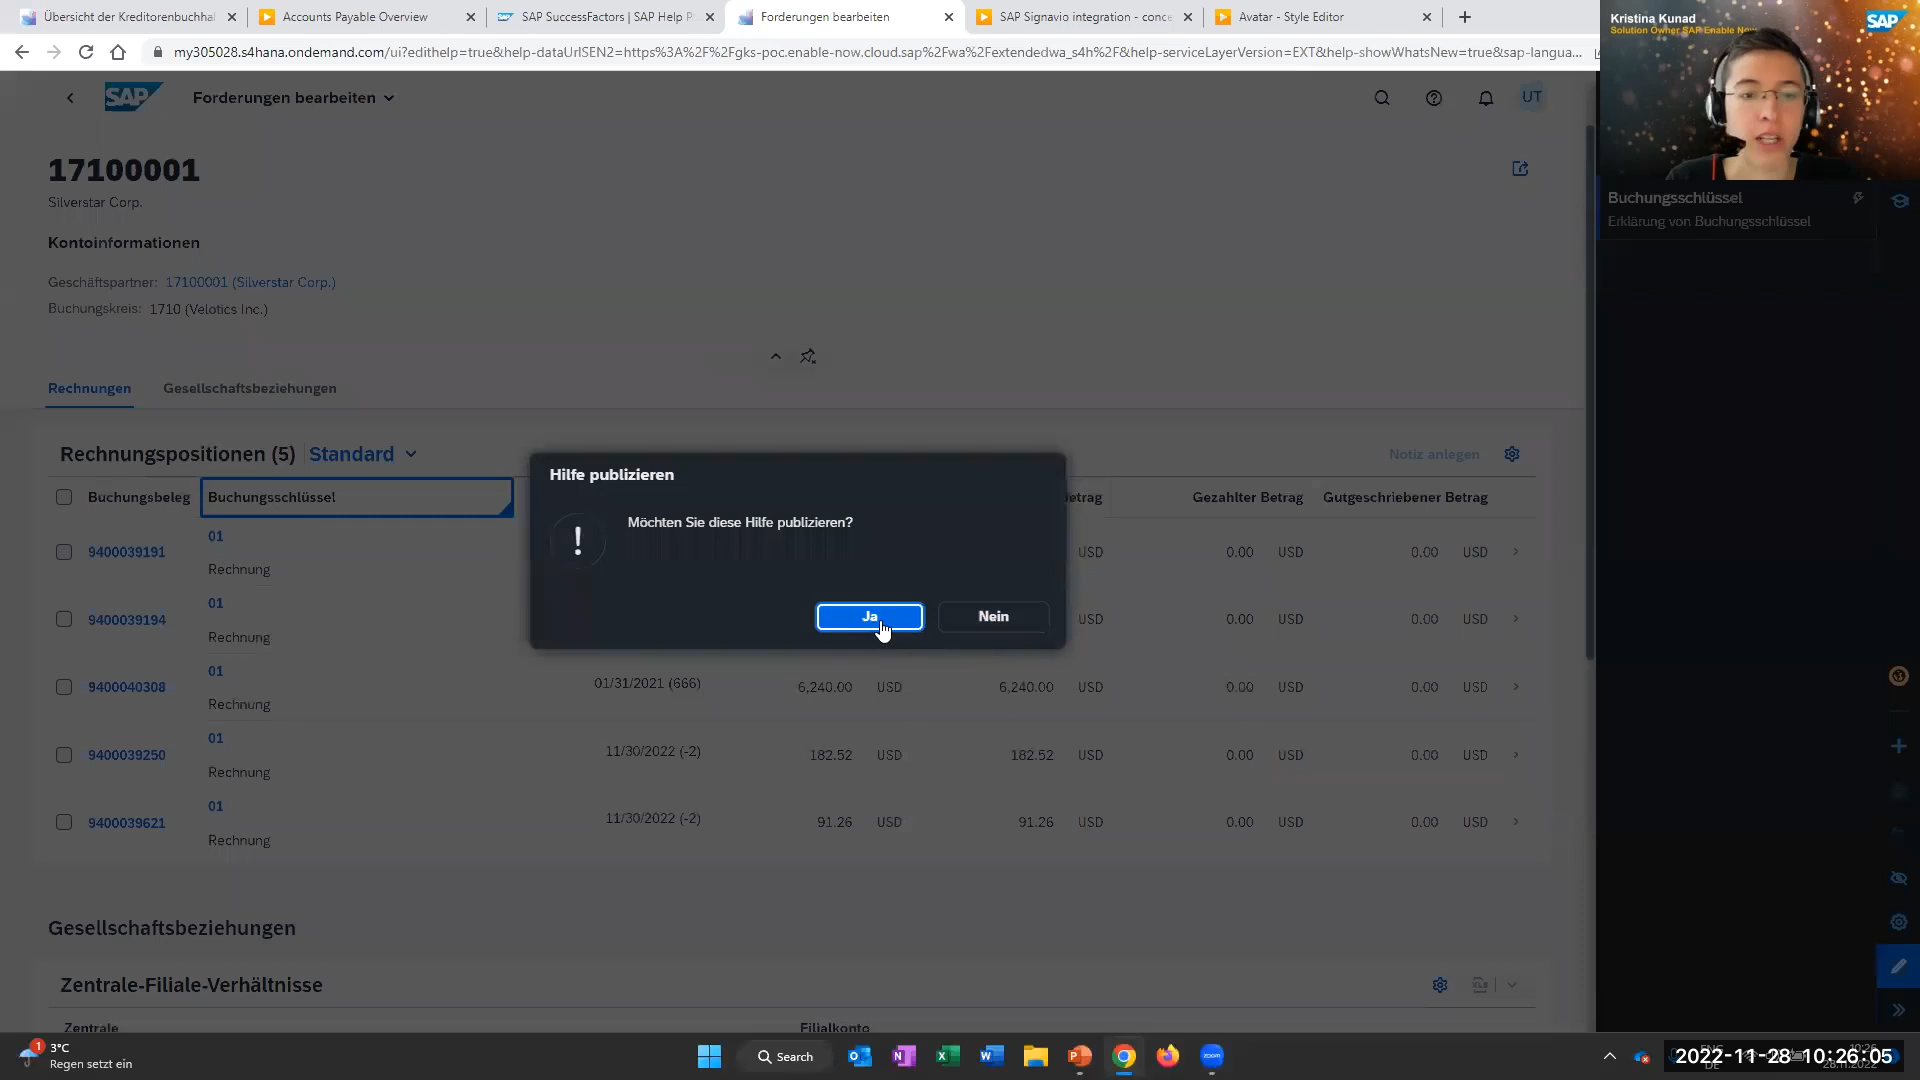 Übersicht der Kreditorenbuchhal
Accounts Payable Overview
SAP SuccessFactors | SAP Help P
Forderungen bearbeiten
SAP Signavio integration - conce
Avatar - Style Editor
my305028.s4hana.ondemand.com/ui?edithelp=true&help-dataUrlSEN2=https%3A%2F%2Fgks-poc.enable-now.cloud.sap%2Fwa%2Fextendedwa_s4h%2F&help-serviceLayerVersion=EXT&help-showWhatsNew=true&sap-langua...
Kristina Kunad
Solution Owner SAP Enable Now
SAP
SAP
Forderungen bearbeiten
UT
17100001
Silverstar Corp.
Kontoinformationen
Geschäftspartner: 17100001 (Silverstar Corp.)
Buchungskreis: 1710 (Velotics Inc.)
Buchungsschlüssel
Erklärung von Buchungsschlüssel
Rechnungen
Gesellschaftsbeziehungen
Rechnungspositionen (5)
Standard
Notiz anlegen
Buchungsbeleg
Buchungsschlüssel
etrag
Gezahlter Betrag
Gutgeschriebener Betrag
9400039191
01
Rechnung
USD
0.00 USD
0.00 USD
9400039194
01
Rechnung
USD
0.00 USD
0.00 USD
9400040308
01
Rechnung
01/31/2021 (666)
6,240.00 USD
6,240.00 USD
0.00 USD
0.00 USD
9400039250
01
Rechnung
11/30/2022 (-2)
182.52 USD
182.52 USD
0.00 USD
0.00 USD
9400039621
01
Rechnung
11/30/2022 (-2)
91.26 USD
91.26 USD
0.00 USD
0.00 USD
Hilfe publizieren
!
Möchten Sie diese Hilfe publizieren?
Ja
Nein
Gesellschaftsbeziehungen
Zentrale-Filiale-Verhältnisse
Zentrale
Filialkonto
1
3°C
Regen setzt ein
Search
zoom
2022-11-28 10:26:05